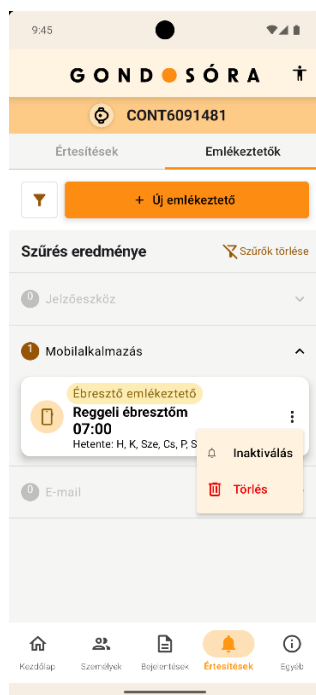 9:45
GONDOSÓRA
CONT6091481
Értesítések
Emlékeztetők
+ Új emlékeztető
Szűrés eredménye
Szűrők törlése
0 Jelzőeszköz
1 Mobilalkalmazás
Ébresztő emlékeztető
Reggeli ébresztőm
07:00
Hetente: H, K, Sze, Cs, P, S
Inaktiválás
Törlés
0 E-mail
Kezdőlap
Személyek
Bejelentések
Értesítések
Egyéb